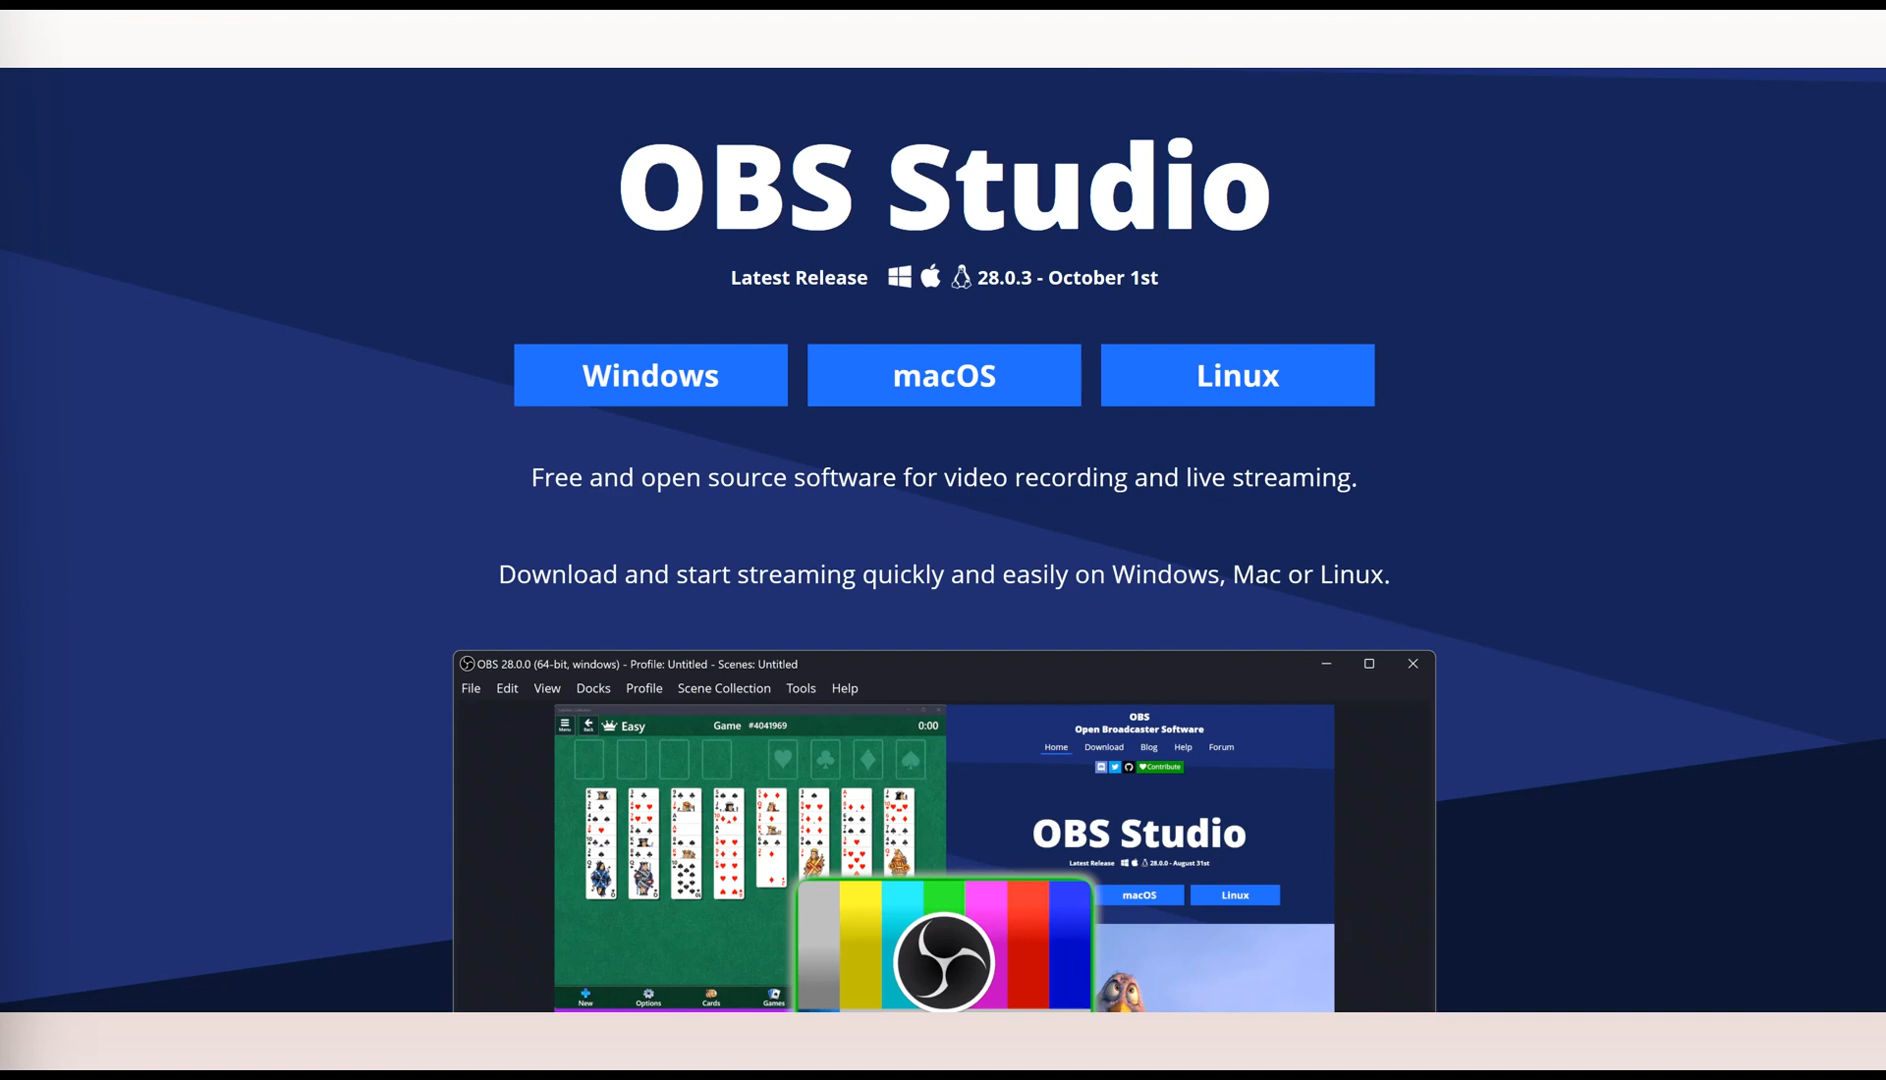 OBS Studio
Latest Release 28.0.3 - October 1st
Windows macOS Linux
Free and open source software for video recording and live streaming.
Download and start streaming quickly and easily on Windows, Mac or Linux.
OBS 28.0.0 (64-bit, windows) - Profile: Untitled - Scenes: Untitled
File Edit View Docks Profile Scene Collection Tools Help
Menu Back Easy Game #4041969 0:00
New Options Cards Games
OBS
Open Broadcaster Software
Home Download Blog Help Forum
Contribute
OBS Studio
Latest Release 28.0.0 - August 31st
macOS Linux